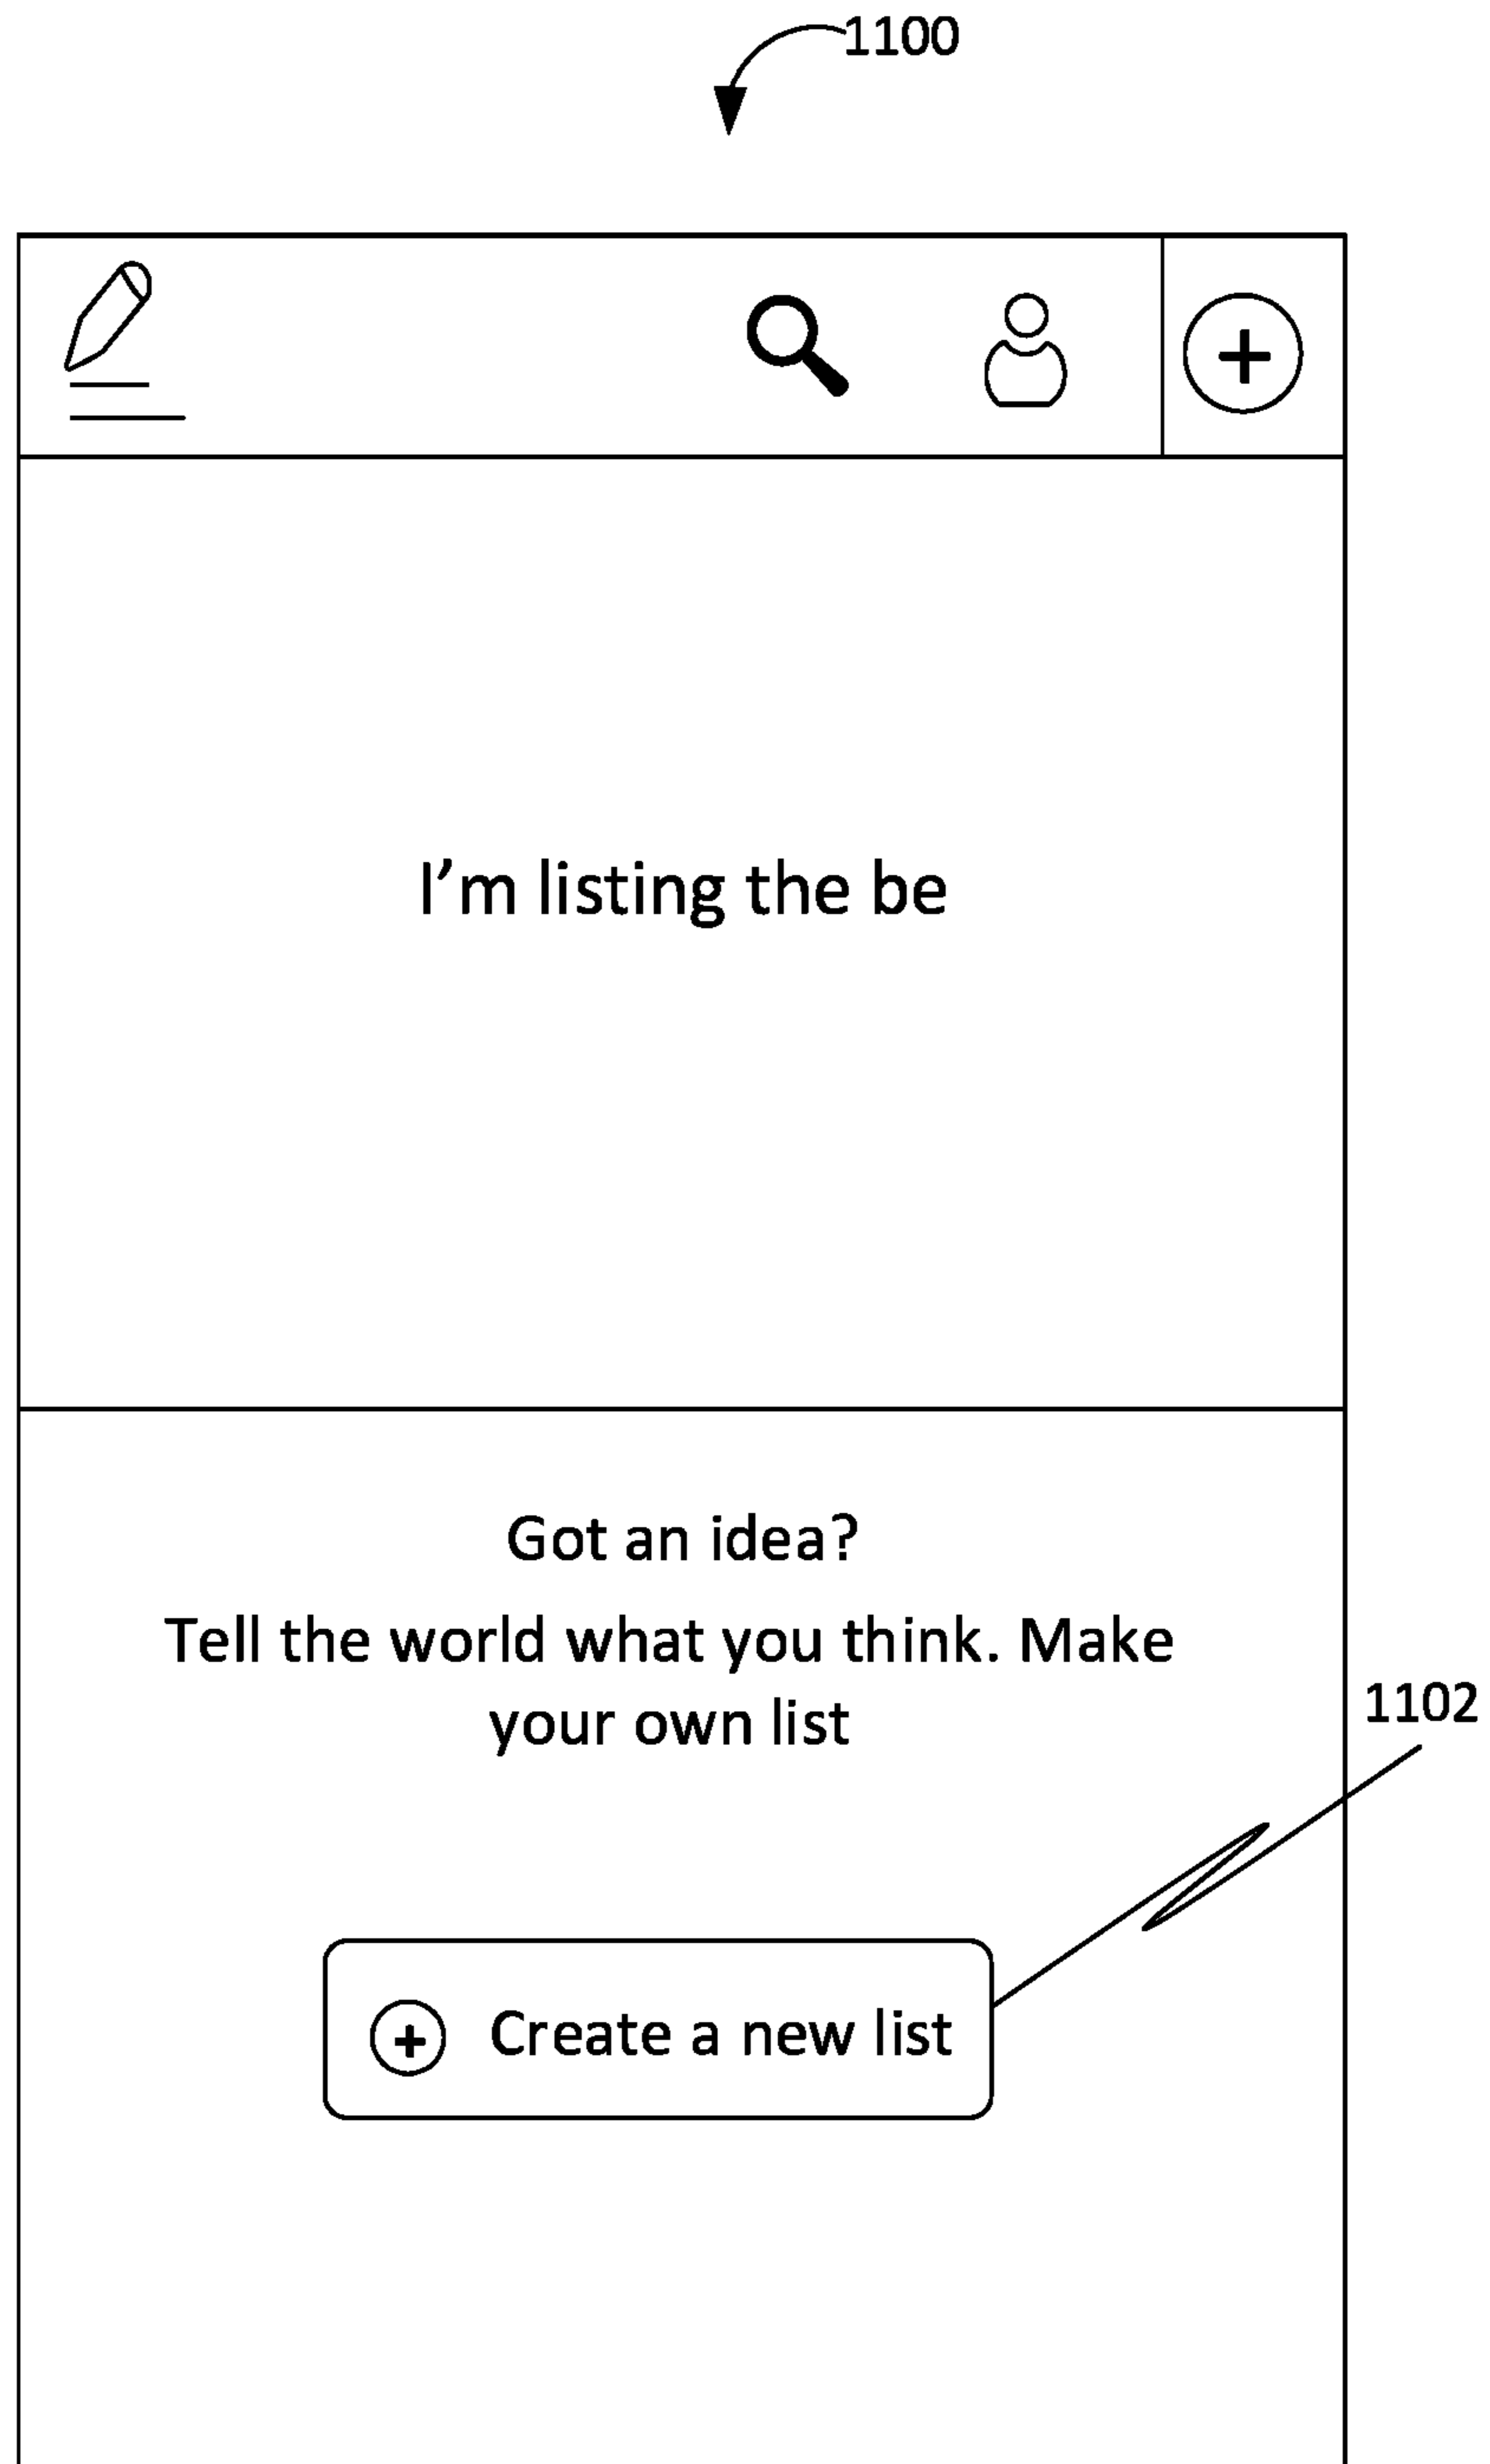 1100
I'm listing the be
Got an idea?
Tell the world what you think. Make
your own list
1102
Create a new list